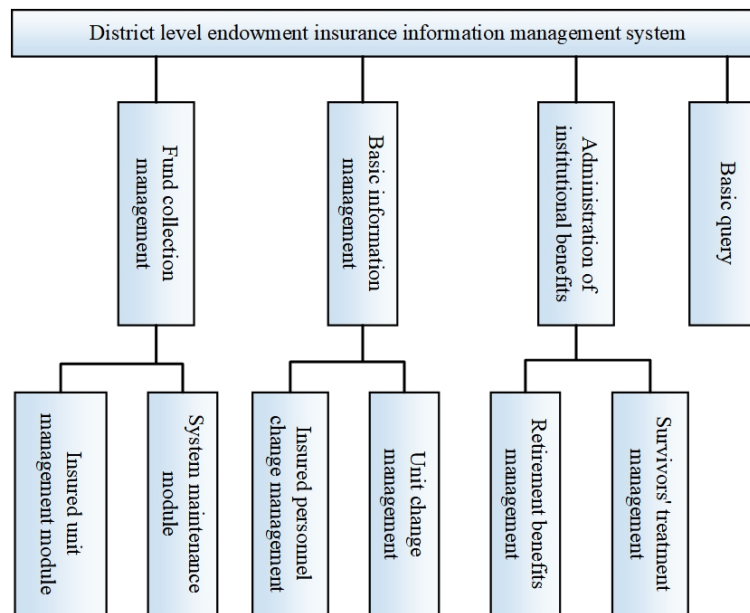 District level endowment insurance information management system
Fund collection
management
Basic information
management
Administration of
institutional benefits
Basic query
Insured unit
management module
System maintenance
module
Insured personnel
change management
Unit change
management
Retirement benefits
management
Survivors' treatment
management